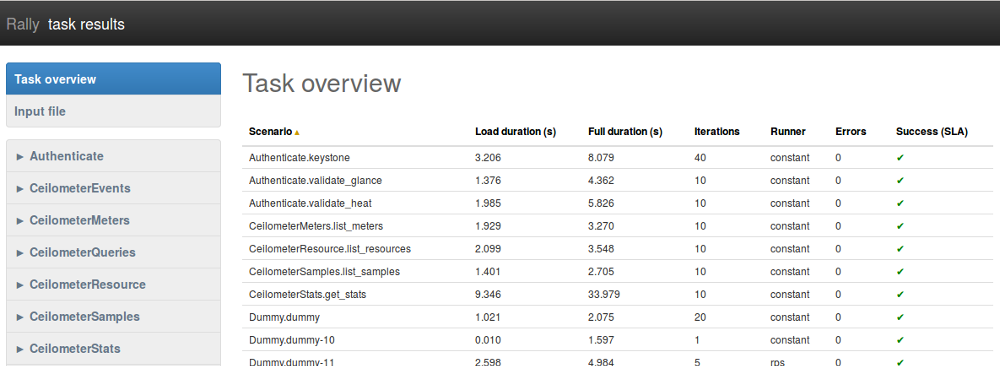 Rally task results
Task overview
Input file
► Authenticate
► CeilometerEvents
► CeilometerMeters
► CeilometerQueries
► CeilometerResource
► CeilometerSamples
► CeilometerStats
Task overview
Scenario▲ Load duration (s) Full duration (s) Iterations Runner Errors Success (SLA)
Authenticate.keystone 3.206 8.079 40 constant 0 ✔
Authenticate.validate_glance 1.376 4.362 10 constant 0 ✔
Authenticate.validate_heat 1.985 5.826 10 constant 0 ✔
CeilometerMeters.list_meters 1.929 3.270 10 constant 0 ✔
CeilometerResource.list_resources 2.099 3.548 10 constant 0 ✔
CeilometerSamples.list_samples 1.401 2.705 10 constant 0 ✔
CeilometerStats.get_stats 9.346 33.979 10 constant 0 ✔
Dummy.dummy 1.021 2.075 20 constant 0 ✔
Dummy.dummy-10 0.010 1.597 1 constant 0 ✔
Dummy.dummy-11 2.598 4.984 5 rps 0 ✔